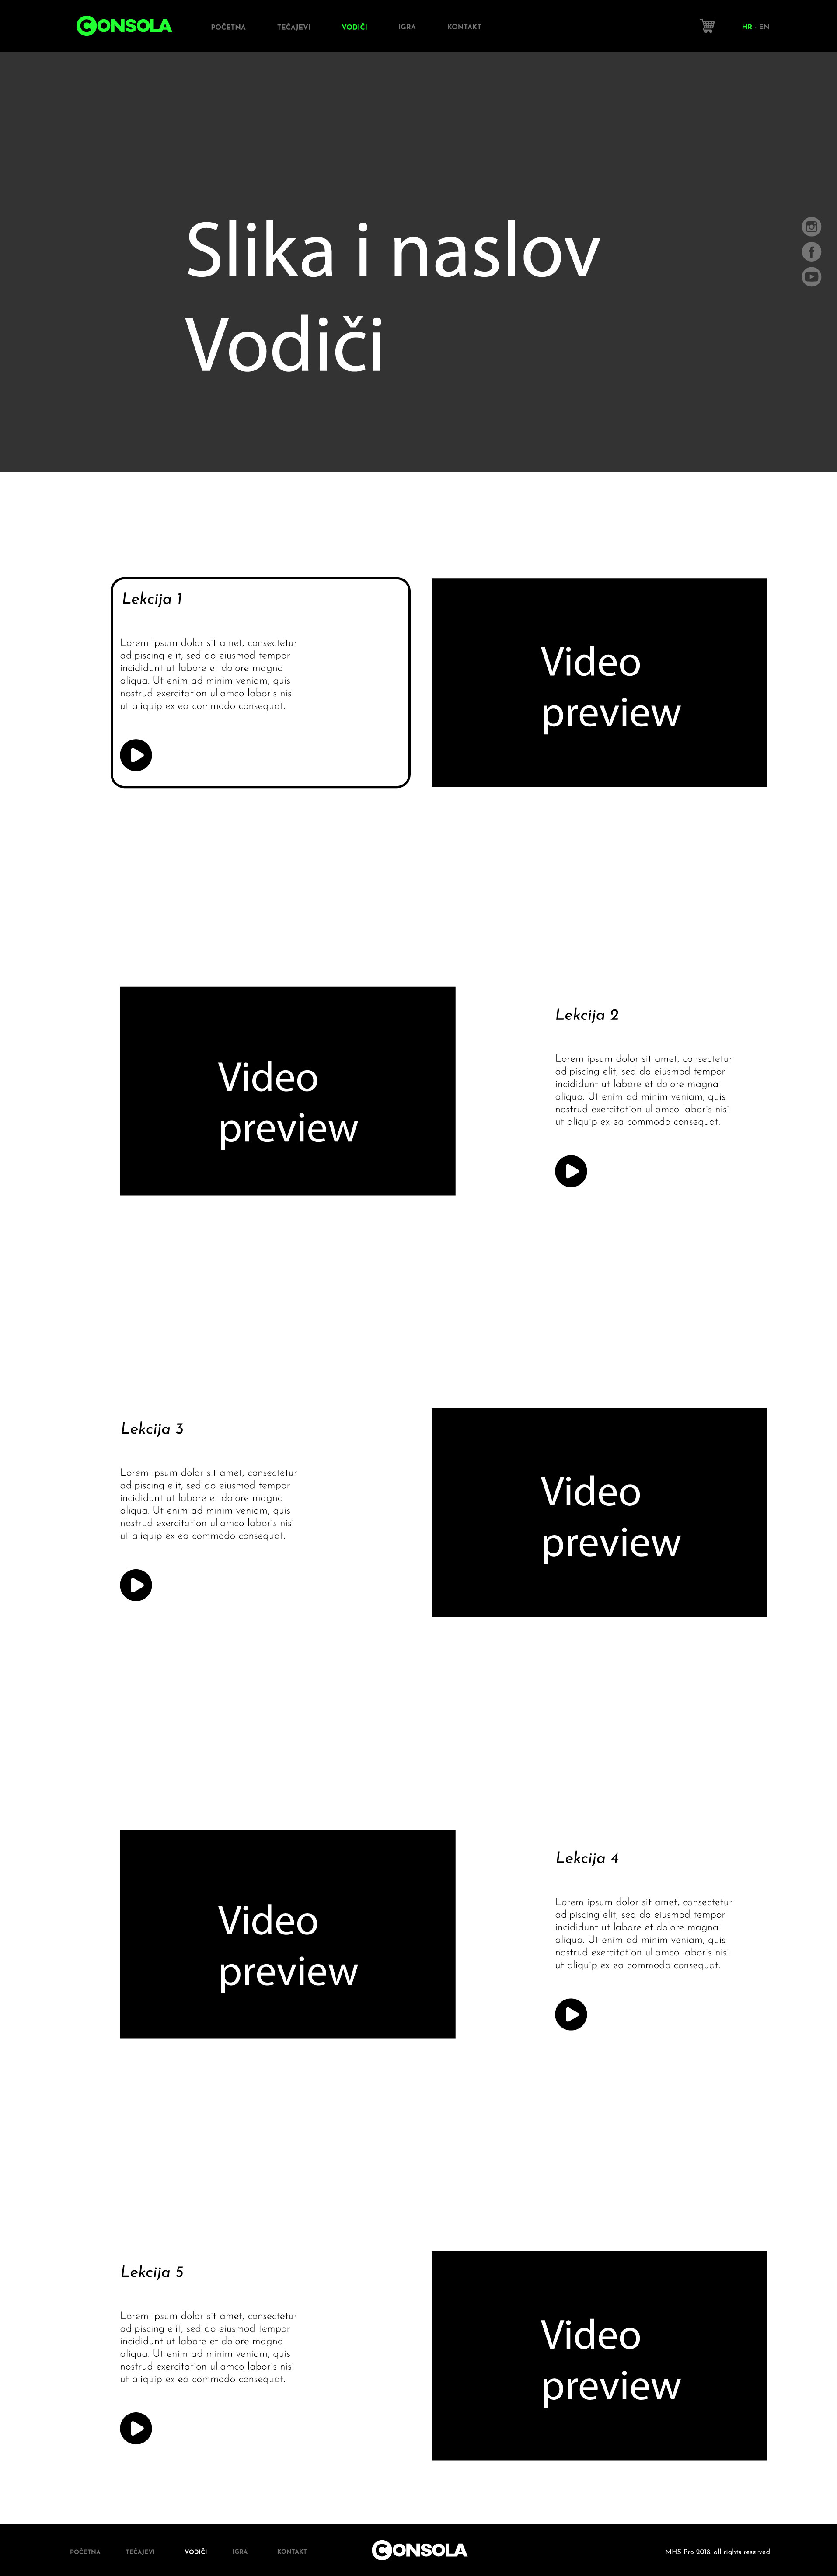 CONSOLA
POČETNA TEČAJEVI VODIČI IGRA KONTAKT
HR - EN
Slika i naslov
Vodiči
Lekcija 1
Lorem ipsum dolor sit amet, consectetur
adipiscing elit, sed do eiusmod tempor
incididunt ut labore et dolore magna
aliqua. Ut enim ad minim veniam, quis
nostrud exercitation ullamco laboris nisi
ut aliquip ex ea commodo consequat.
Video
preview
Video
preview
Lekcija 2
Lorem ipsum dolor sit amet, consectetur
adipiscing elit, sed do eiusmod tempor
incididunt ut labore et dolore magna
aliqua. Ut enim ad minim veniam, quis
nostrud exercitation ullamco laboris nisi
ut aliquip ex ea commodo consequat.
Lekcija 3
Lorem ipsum dolor sit amet, consectetur
adipiscing elit, sed do eiusmod tempor
incididunt ut labore et dolore magna
aliqua. Ut enim ad minim veniam, quis
nostrud exercitation ullamco laboris nisi
ut aliquip ex ea commodo consequat.
Video
preview
Video
preview
Lekcija 4
Lorem ipsum dolor sit amet, consectetur
adipiscing elit, sed do eiusmod tempor
incididunt ut labore et dolore magna
aliqua. Ut enim ad minim veniam, quis
nostrud exercitation ullamco laboris nisi
ut aliquip ex ea commodo consequat.
Lekcija 5
Lorem ipsum dolor sit amet, consectetur
adipiscing elit, sed do eiusmod tempor
incididunt ut labore et dolore magna
aliqua. Ut enim ad minim veniam, quis
nostrud exercitation ullamco laboris nisi
ut aliquip ex ea commodo consequat.
Video
preview
POČETNA TEČAJEVI VODIČI IGRA KONTAKT
CONSOLA
MHS Pro 2018. all rights reserved